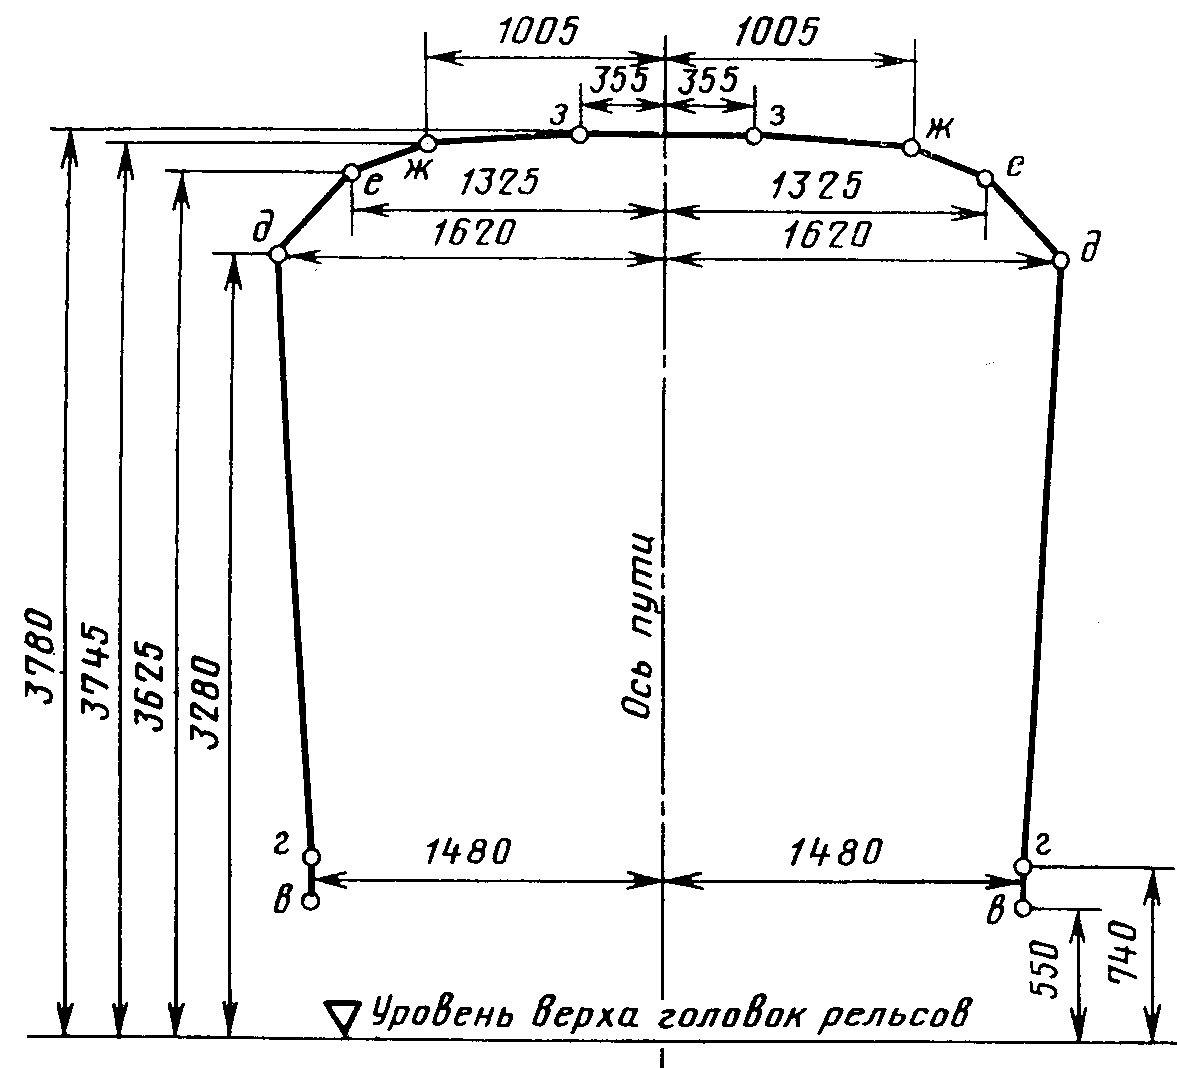 1005 1005
355 355
з з
ж ж
е 1325 1325 е
д 1620 1620 д
3780
3745
3625
3280
Ось пути
г 1480 1480 г
в в
550
740
Уровень верха головок рельсов